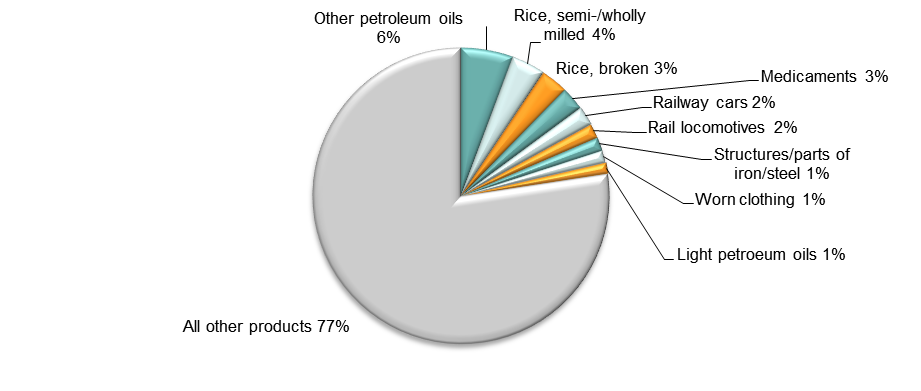 Other petroleum oils
6%
Rice, semi-/wholly
milled 4%
Rice, broken 3%
Medicaments 3%
Railway cars 2%
Rail locomotives 2%
Structures/parts of
iron/steel 1%
Worn clothing 1%
Light petroeum oils 1%
All other products 77%